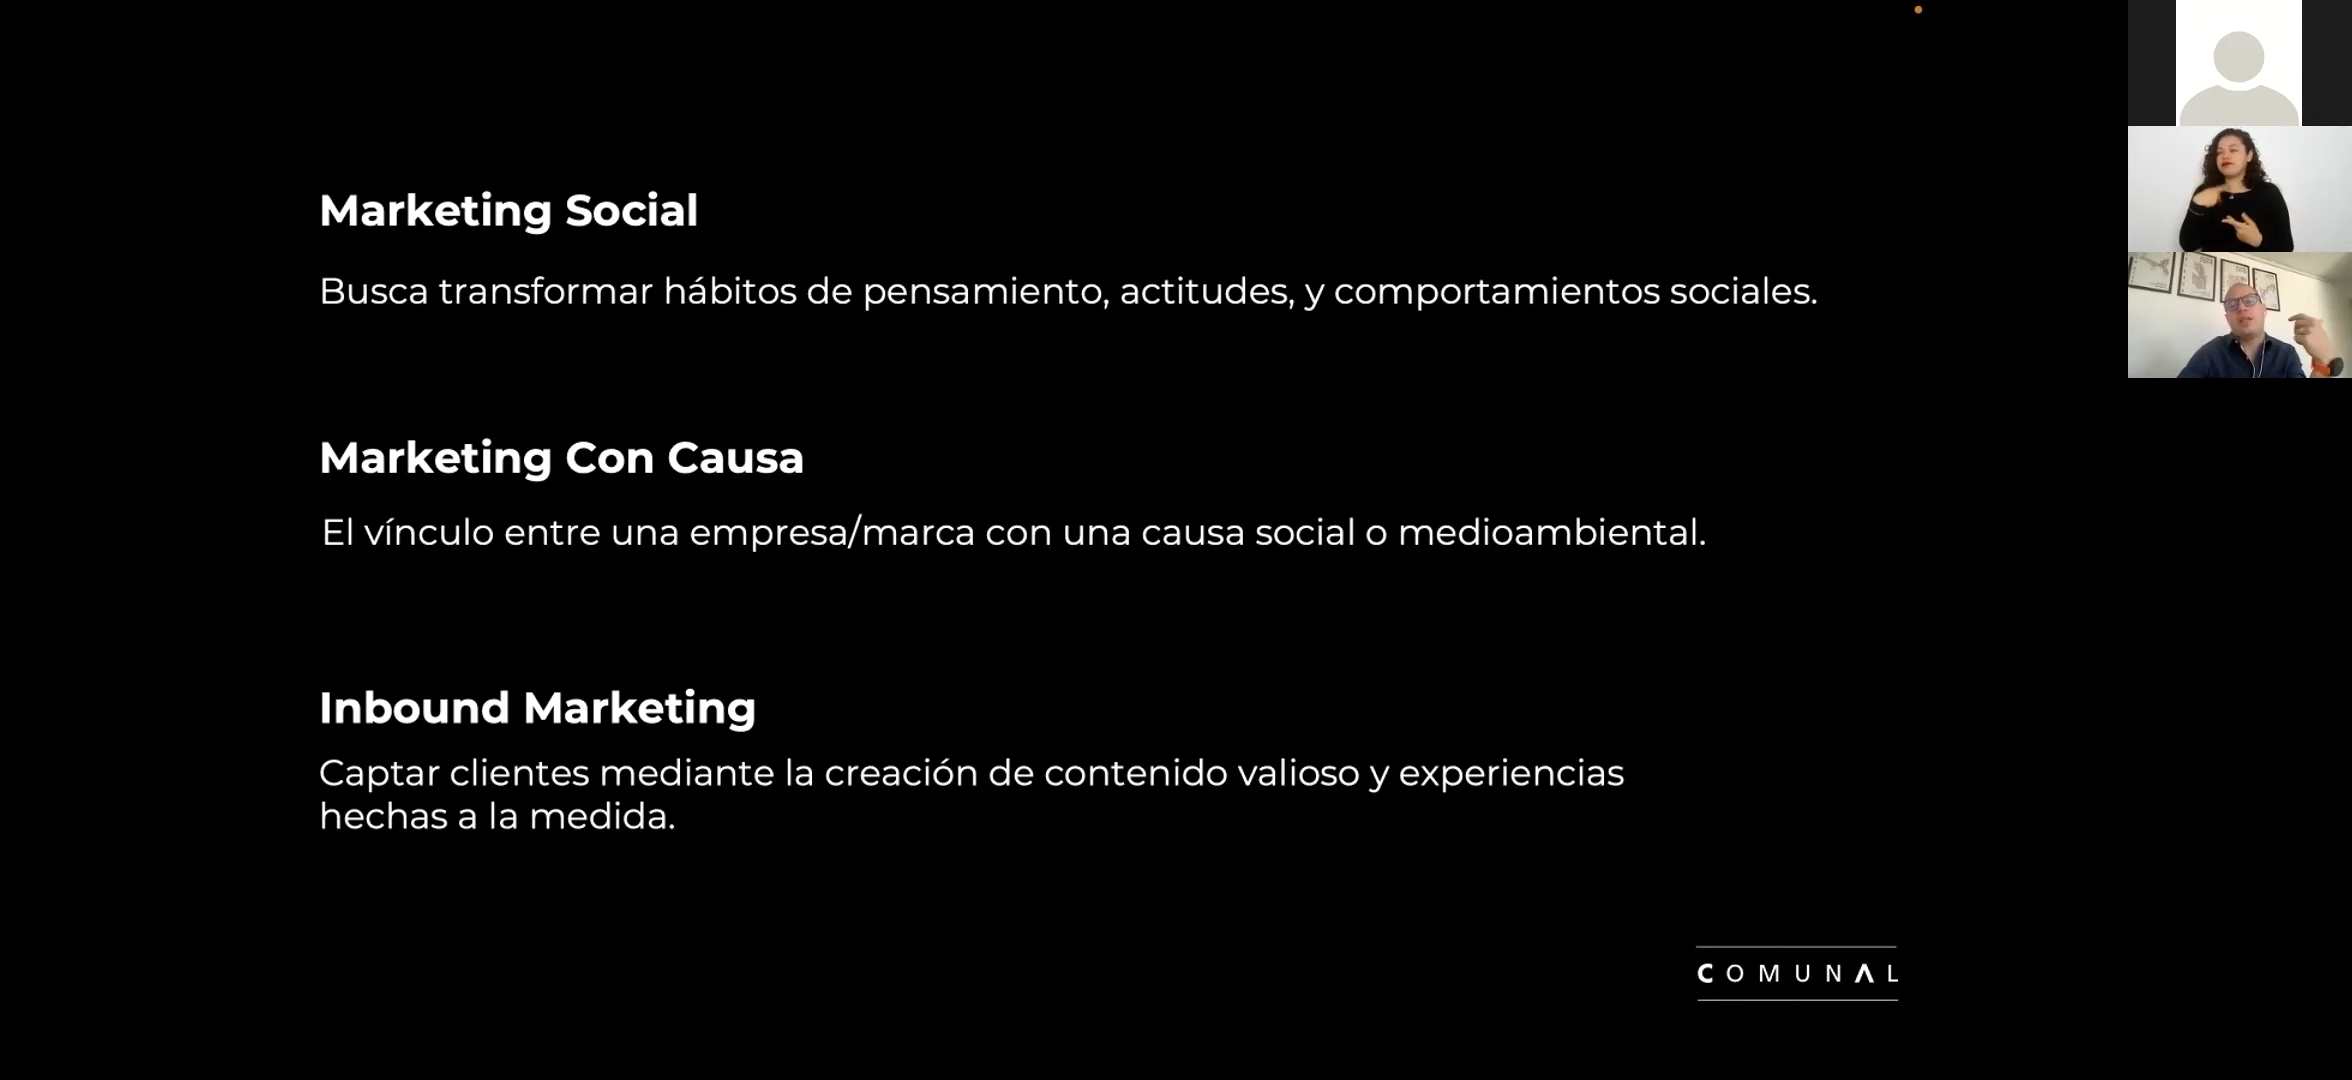 Marketing Social
Busca transformar hábitos de pensamiento, actitudes, y comportamientos sociales.
Marketing Con Causa
El vínculo entre una empresa/marca con una causa social o medioambiental.
Inbound Marketing
Captar clientes mediante la creación de contenido valioso y experiencias
hechas a la medida.
COMUNAL